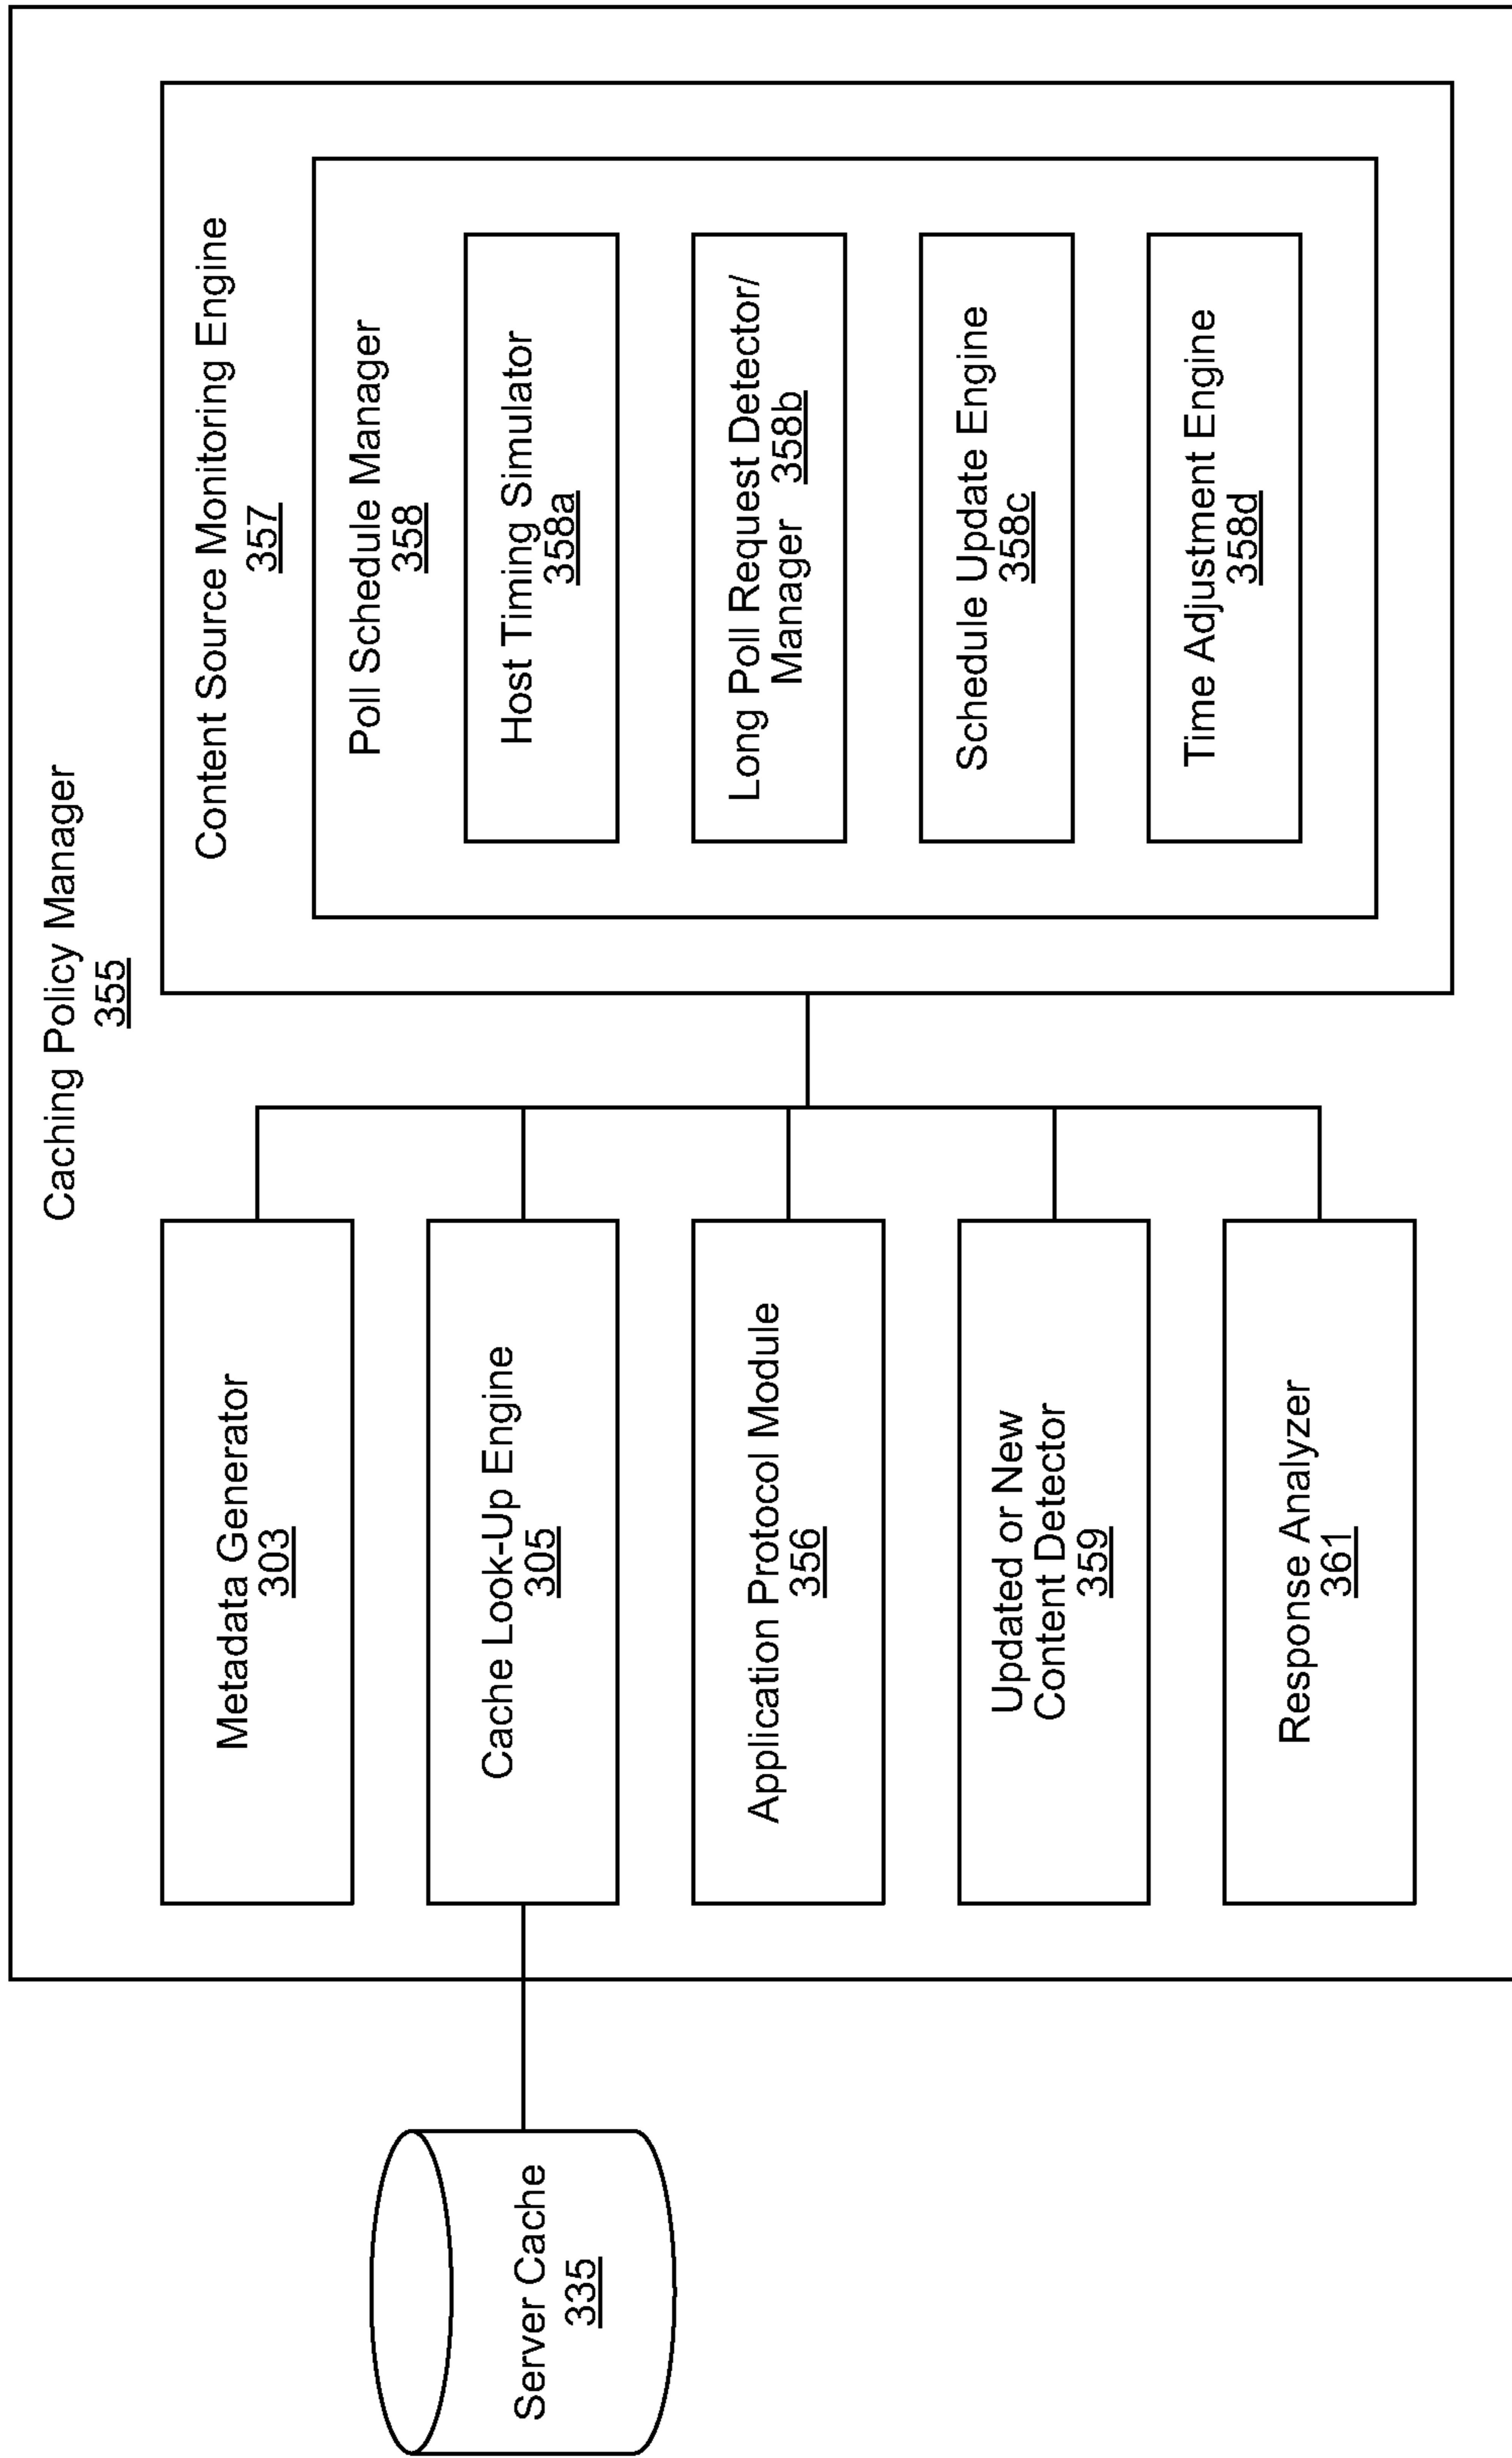 Caching Policy Manager
355
Server Cache
335
Metadata Generator
303
Cache Look-Up Engine
305
Application Protocol Module
356
Updated or New
Content Detector
359
Response Analyzer
361
Content Source Monitoring Engine
357
Poll Schedule Manager
358
Host Timing Simulator
358a
Long Poll Request Detector/
Manager 358b
Schedule Update Engine
358c
Time Adjustment Engine
358d